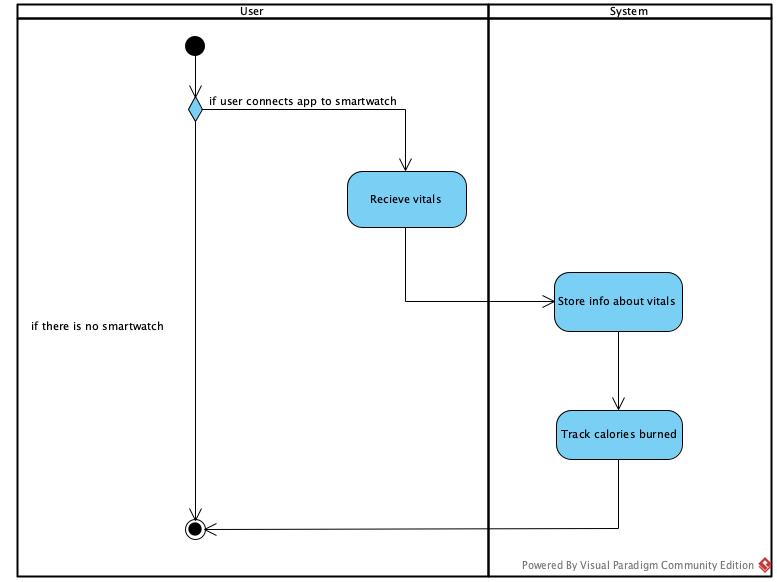 User
System
if user connects app to smartwatch
Recieve vitals
Store info about vitals
if there is no smartwatch
Track calories burned
Powered By Visual Paradigm Community Edition